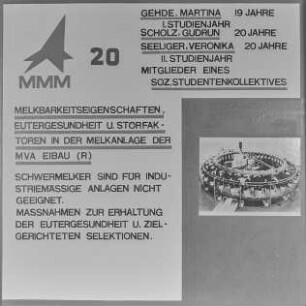 GEHDE, MARTINA 19 JAHRE
I. STUDIENJAHR
SCHOLZ, GUDRUN 20 JAHRE
SEELIGER, VERONIKA 20 JAHRE
II. STUDIENJAHR
MITGLIEDER EINES
SOZ. STUDENTENKOLLEKTIVES
MMM 20
MELKBARKEITSEIGENSCHAFTEN,
EUTERGESUNDHEIT U. STÖRFAK-
TOREN IN DER MELKANLAGE DER
MVA EIBAU (R)
SCHWERMELKER SIND FÜR INDU-
STRIEMÄSSIGE ANLAGEN NICHT
GEEIGNET.
MASSNAHMEN ZUR ERHALTUNG
DER EUTERGESUNDHEIT U. ZIEL-
GERICHTETEN SELEKTIONEN.